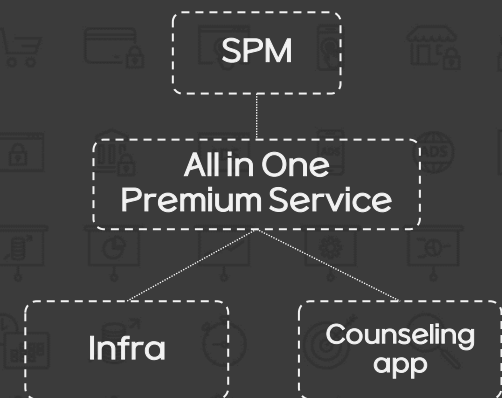 SPM
All in One
Premium Service
Infra
Counseling
app